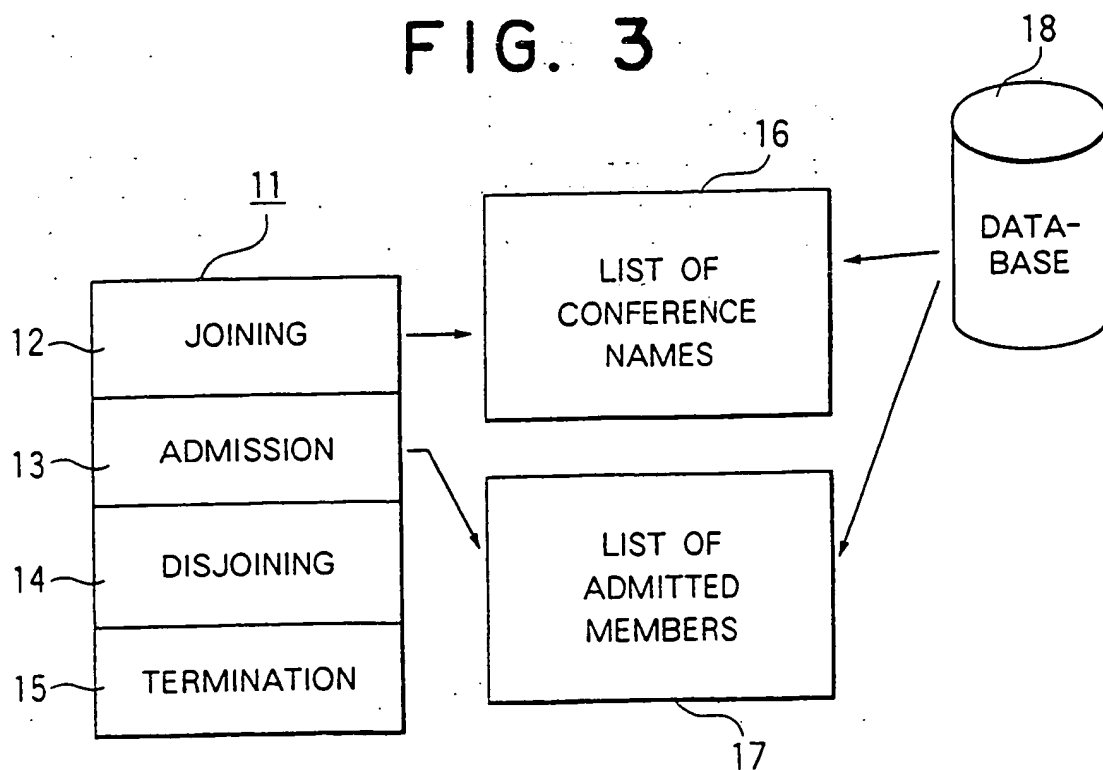 FIG. 3
18
16
11
DATA-
BASE
LIST OF
CONFERENCE
NAMES
12
JOINING
13
ADMISSION
14
DISJOINING
15
TERMINATION
LIST OF
ADMITTED
MEMBERS
17